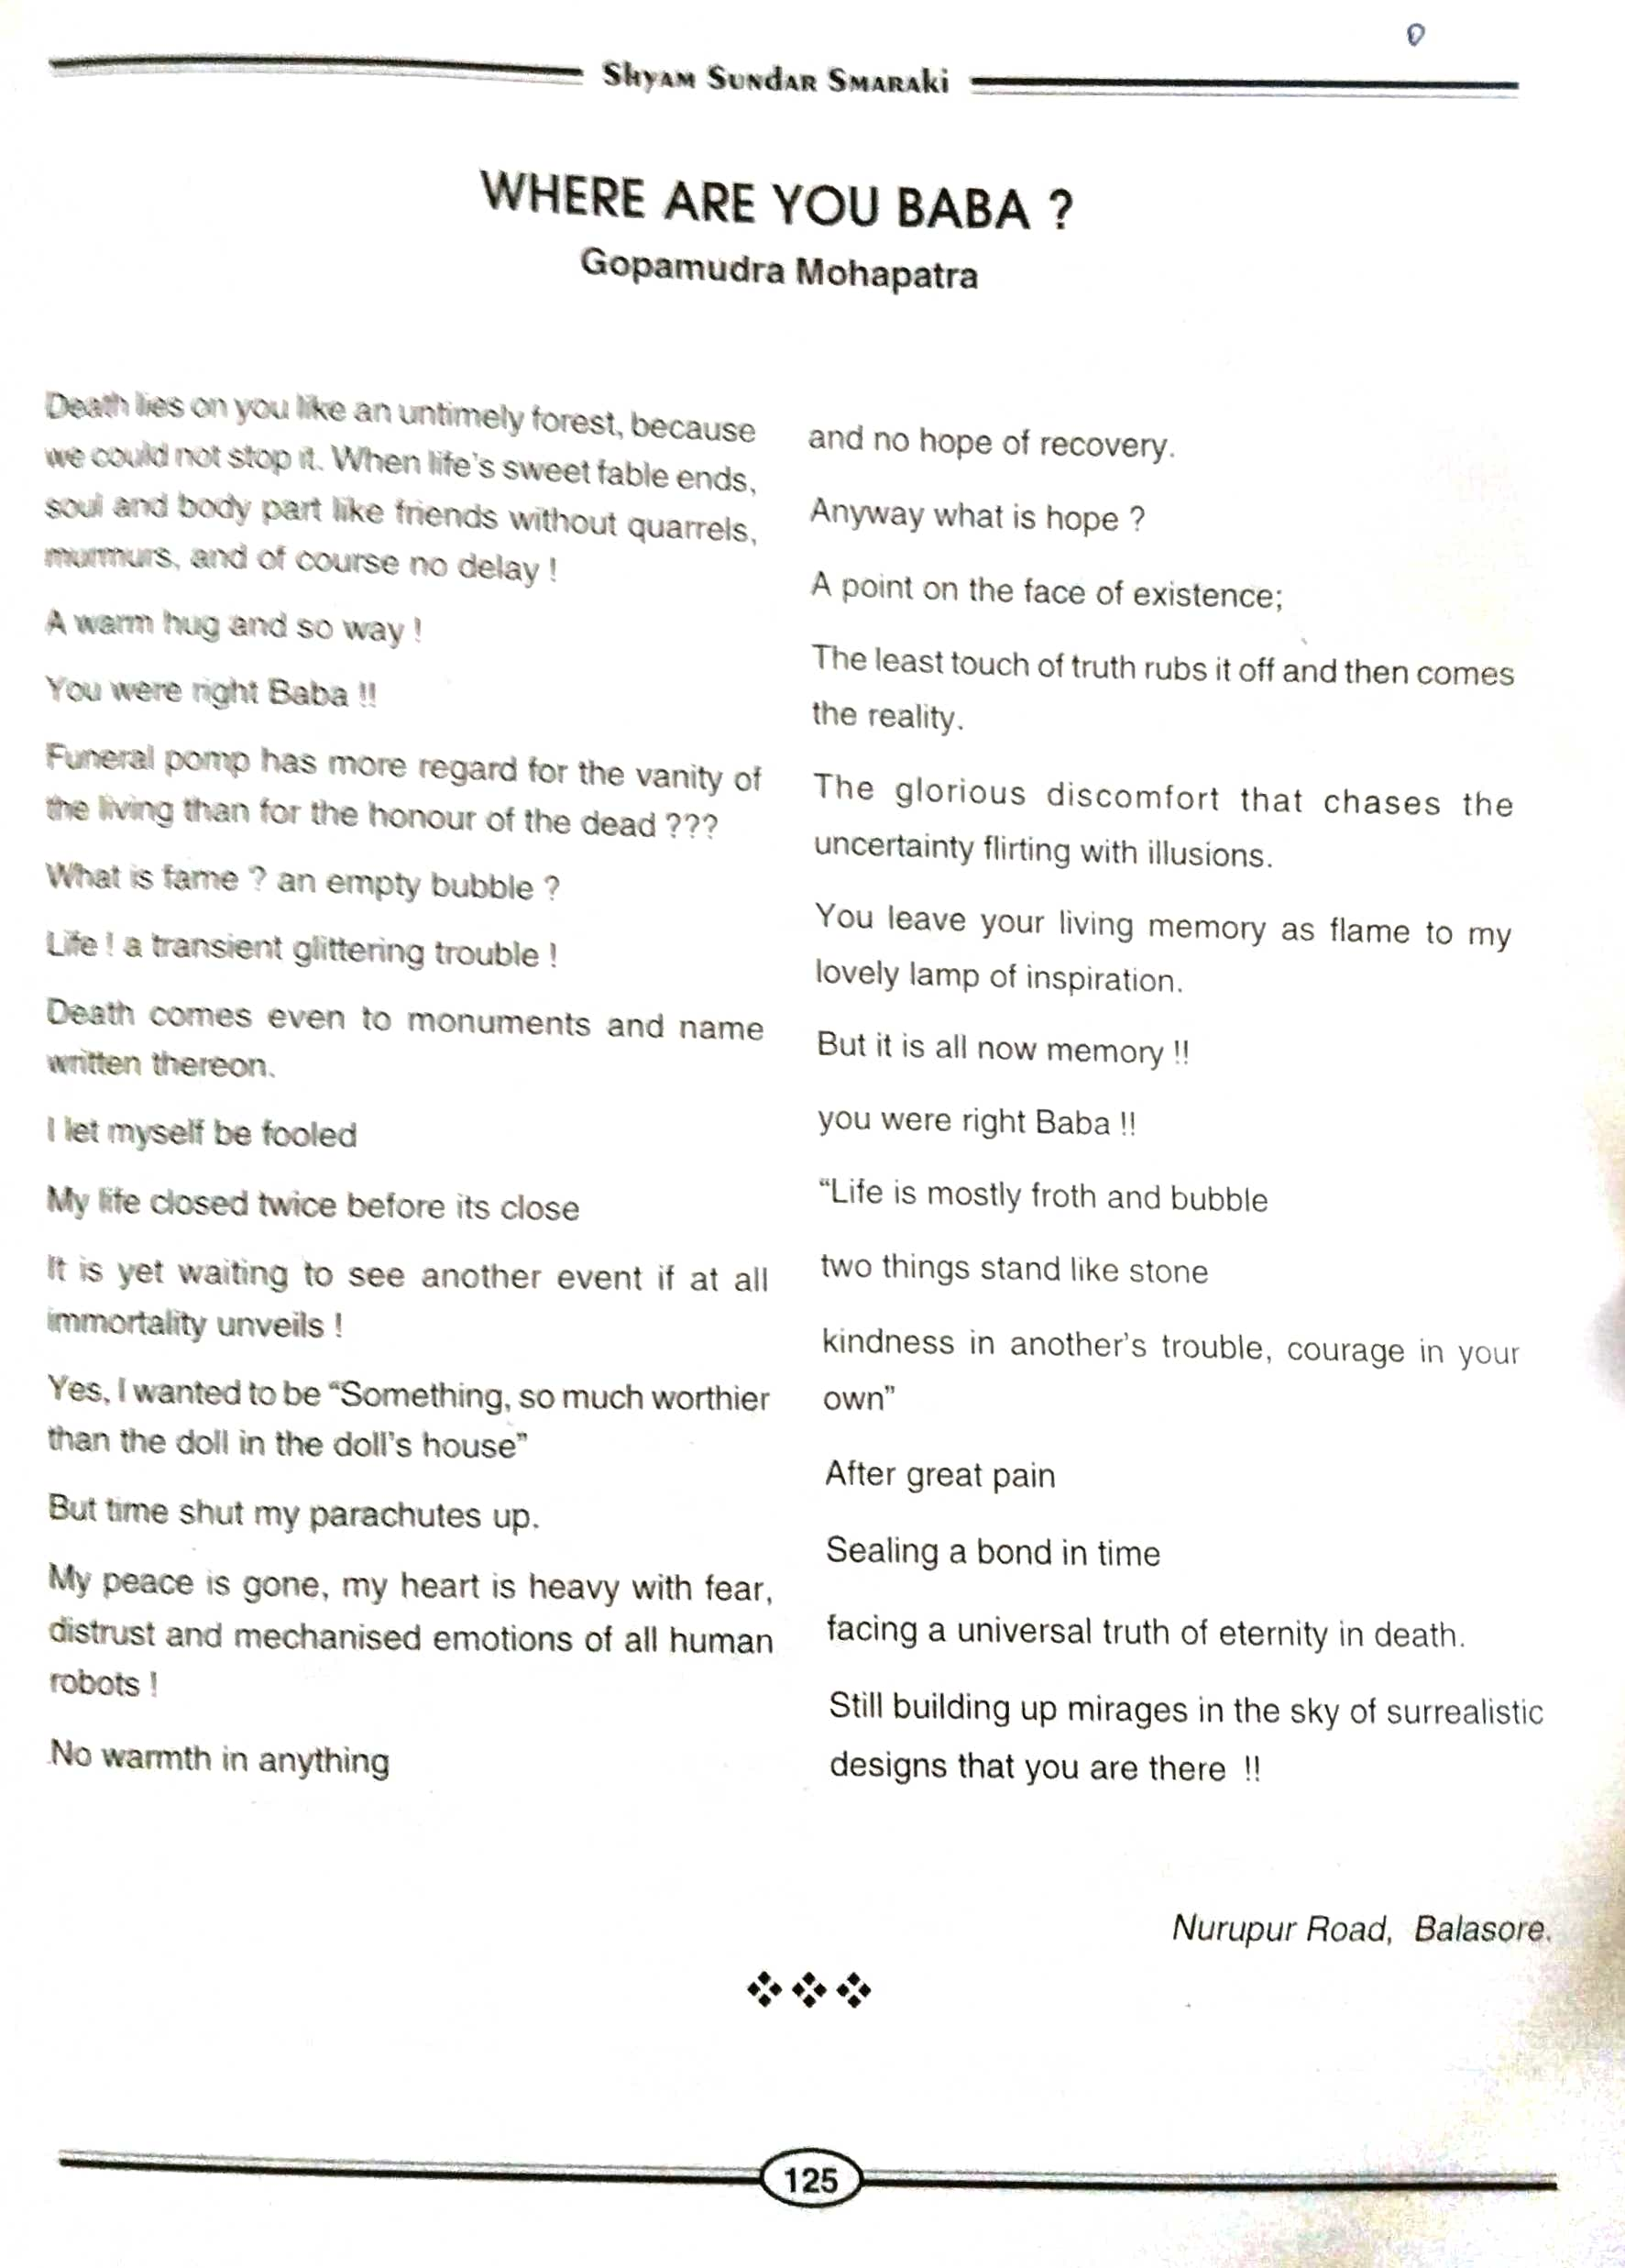 Shyam Sundar Smaraki
WHERE ARE YOU BABA ?
Gopamudra Mohapatra
Death lies on you like an untimely forest, because
we could not stop it. When life's sweet fable ends,
soul and body part like friends without quarrels,
murmurs, and of course no delay !
A warm hug and so way !
You were right Baba !!
Funeral pomp has more regard for the vanity of
the living than for the honour of the dead ???
What is fame ? an empty bubble ?
Life ! a transient glittering trouble !
Death comes even to monuments and name
written thereon.
I let myself be fooled
My life closed twice before its close
It is yet waiting to see another event if at all
immortality unveils !
Yes, I wanted to be “Something, so much worthier
than the doll in the doll's house”
But time shut my parachutes up.
My peace is gone, my heart is heavy with fear,
distrust and mechanised emotions of all human
robots !
No warmth in anything
and no hope of recovery.
Anyway what is hope ?
A point on the face of existence;
The least touch of truth rubs it off and then comes
the reality.
The glorious discomfort that chases the
uncertainty flirting with illusions.
You leave your living memory as flame to my
lovely lamp of inspiration.
But it is all now memory !!
you were right Baba !!
“Life is mostly froth and bubble
two things stand like stone
kindness in another's trouble, courage in your
own”
After great pain
Sealing a bond in time
facing a universal truth of eternity in death.
Still building up mirages in the sky of surrealistic
designs that you are there !!
Nurupur Road, Balasore.
125